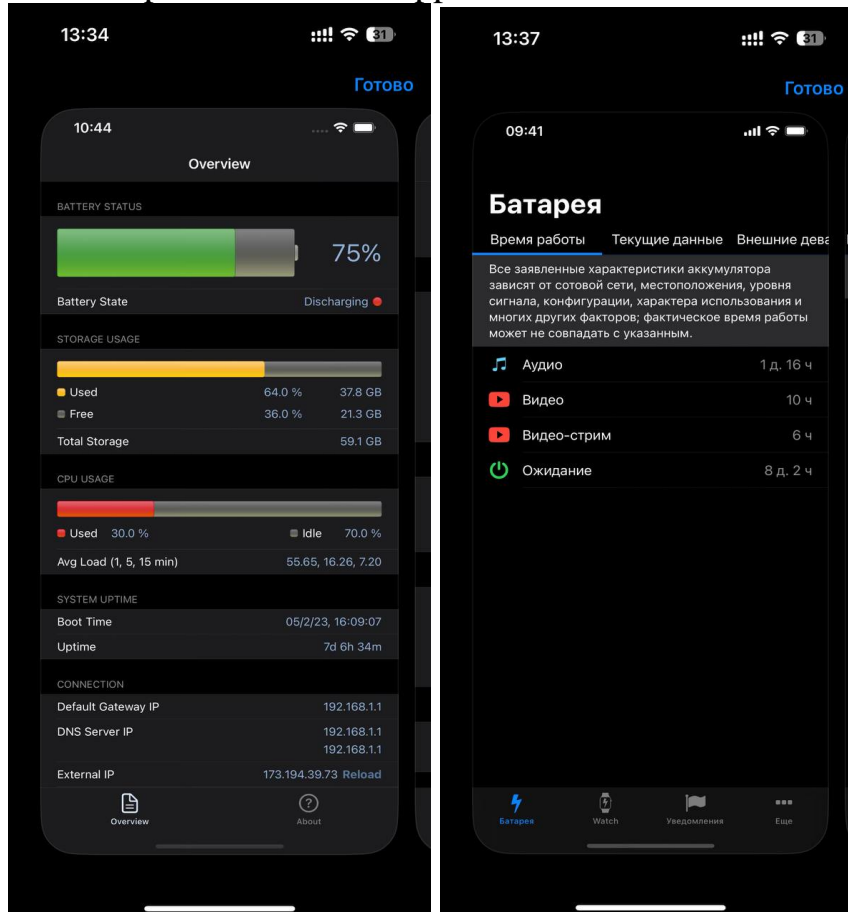 13:34
31
Готово
10:44
Overview
BATTERY STATUS
75%
Battery State Discharging
STORAGE USAGE
Used 64.0 % 37.8 GB
Free 36.0 % 21.3 GB
Total Storage 59.1 GB
CPU USAGE
Used 30.0 % Idle 70.0 %
Avg Load (1, 5, 15 min) 55.65, 16.26, 7.20
SYSTEM UPTIME
Boot Time 05/2/23, 16:09:07
Uptime 7d 6h 34m
CONNECTION
Default Gateway IP 192.168.1.1
DNS Server IP 192.168.1.1
192.168.1.1
External IP 173.194.39.73 Reload
Overview About
13:37
31
Готово
09:41
Батарея
Время работы Текущие данные Внешние дева
Все заявленные характеристики аккумулятора
зависят от сотовой сети, местоположения, уровня
сигнала, конфигурации, характера использования и
многих других факторов; фактическое время работы
может не совпадать с указанным.
Аудио 1 д. 16 ч
Видео 10 ч
Видео-стрим 6 ч
Ожидание 8 д. 2 ч
Батарея Watch Уведомления Еще